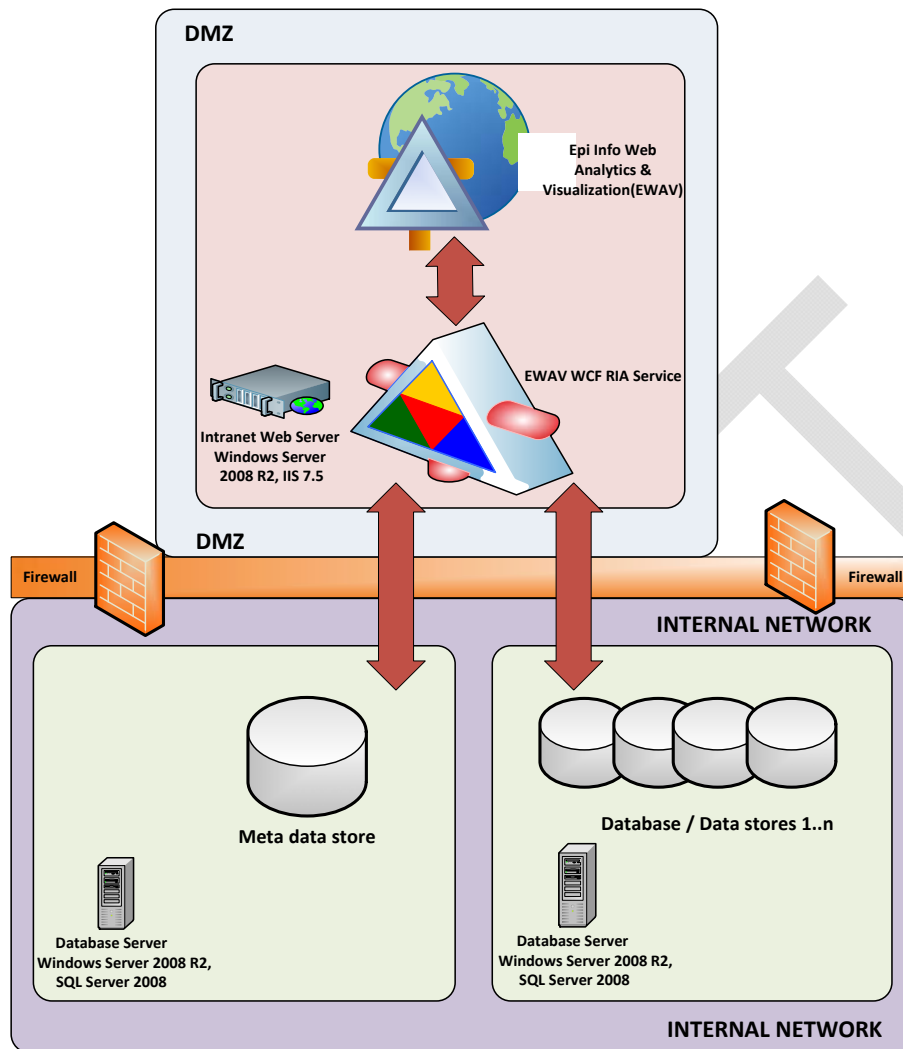 DMZ
Epi Info Web
Analytics &
Visualization(EWAV)
EWAV WCF RIA Service
Intranet Web Server
Windows Server
2008 R2, IIS 7.5
DMZ
Firewall
Firewall
INTERNAL NETWORK
Meta data store
Database / Data stores 1..n
Database Server
Windows Server 2008 R2,
SQL Server 2008
Database Server
Windows Server 2008 R2,
SQL Server 2008
INTERNAL NETWORK